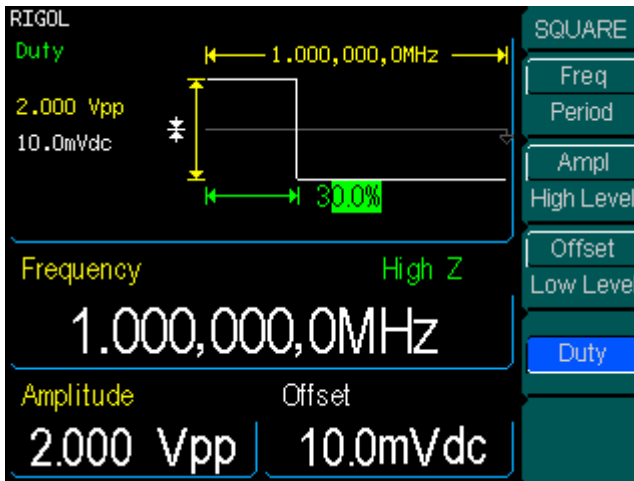 RIGOL
Duty
1.000,000,0MHz
2.000 Vpp
10.0mVdc
30.0%
Frequency
High Z
1.000,000,0MHz
Amplitude
Offset
2.000 Vpp
10.0mVdc
SQUARE
Freq
Period
Ampl
High Level
Offset
Low Leve
Duty